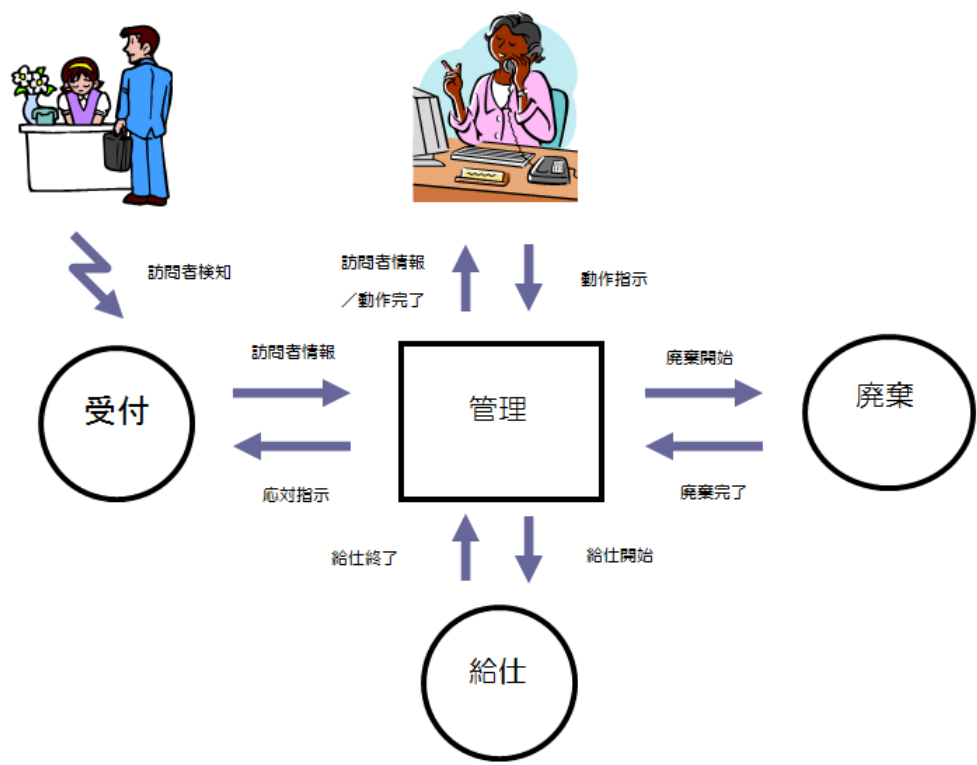 訪問者検知
訪問者情報
／動作完了
動作指示
訪問者情報
廃棄開始
受付
管理
廃棄
応対指示
廃棄完了
給仕終了
給仕開始
給仕